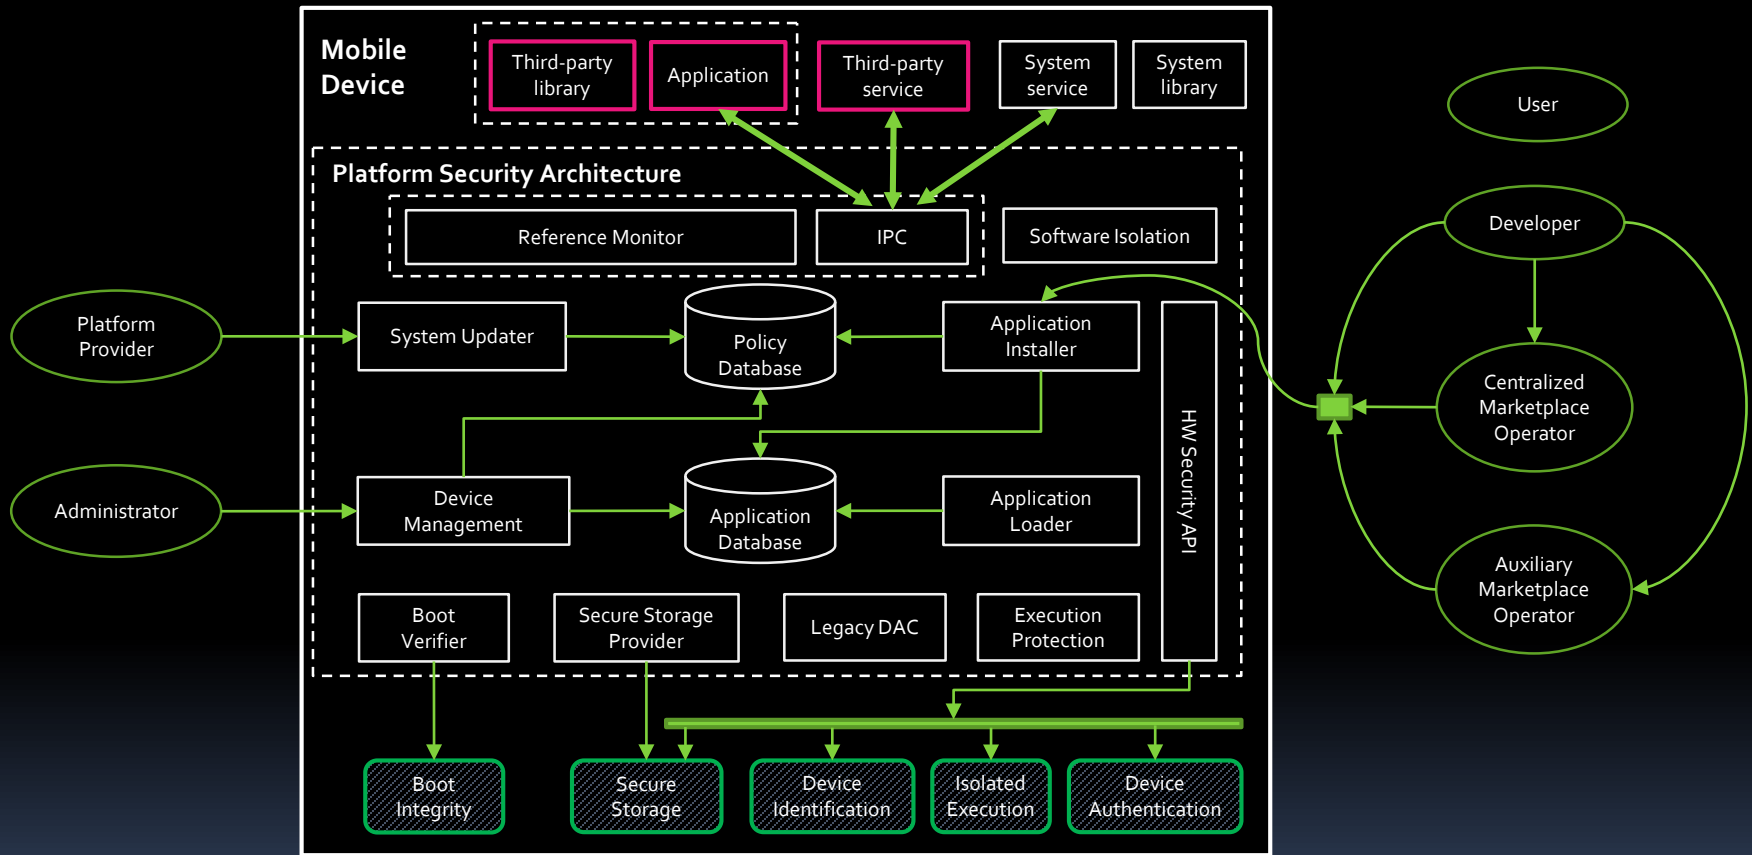 Mobile
Device
Third-party
library
Application
Third-party
service
System
service
System
library
User
Platform Security Architecture
Reference Monitor
IPC
Software Isolation
Developer
Platform
Provider
System Updater
Policy
Database
Application
Installer
Centralized
Marketplace
Operator
HW Security API
Administrator
Device
Management
Application
Database
Application
Loader
Auxiliary
Marketplace
Operator
Boot
Verifier
Secure Storage
Provider
Legacy DAC
Execution
Protection
Boot
Integrity
Secure
Storage
Device
Identification
Isolated
Execution
Device
Authentication